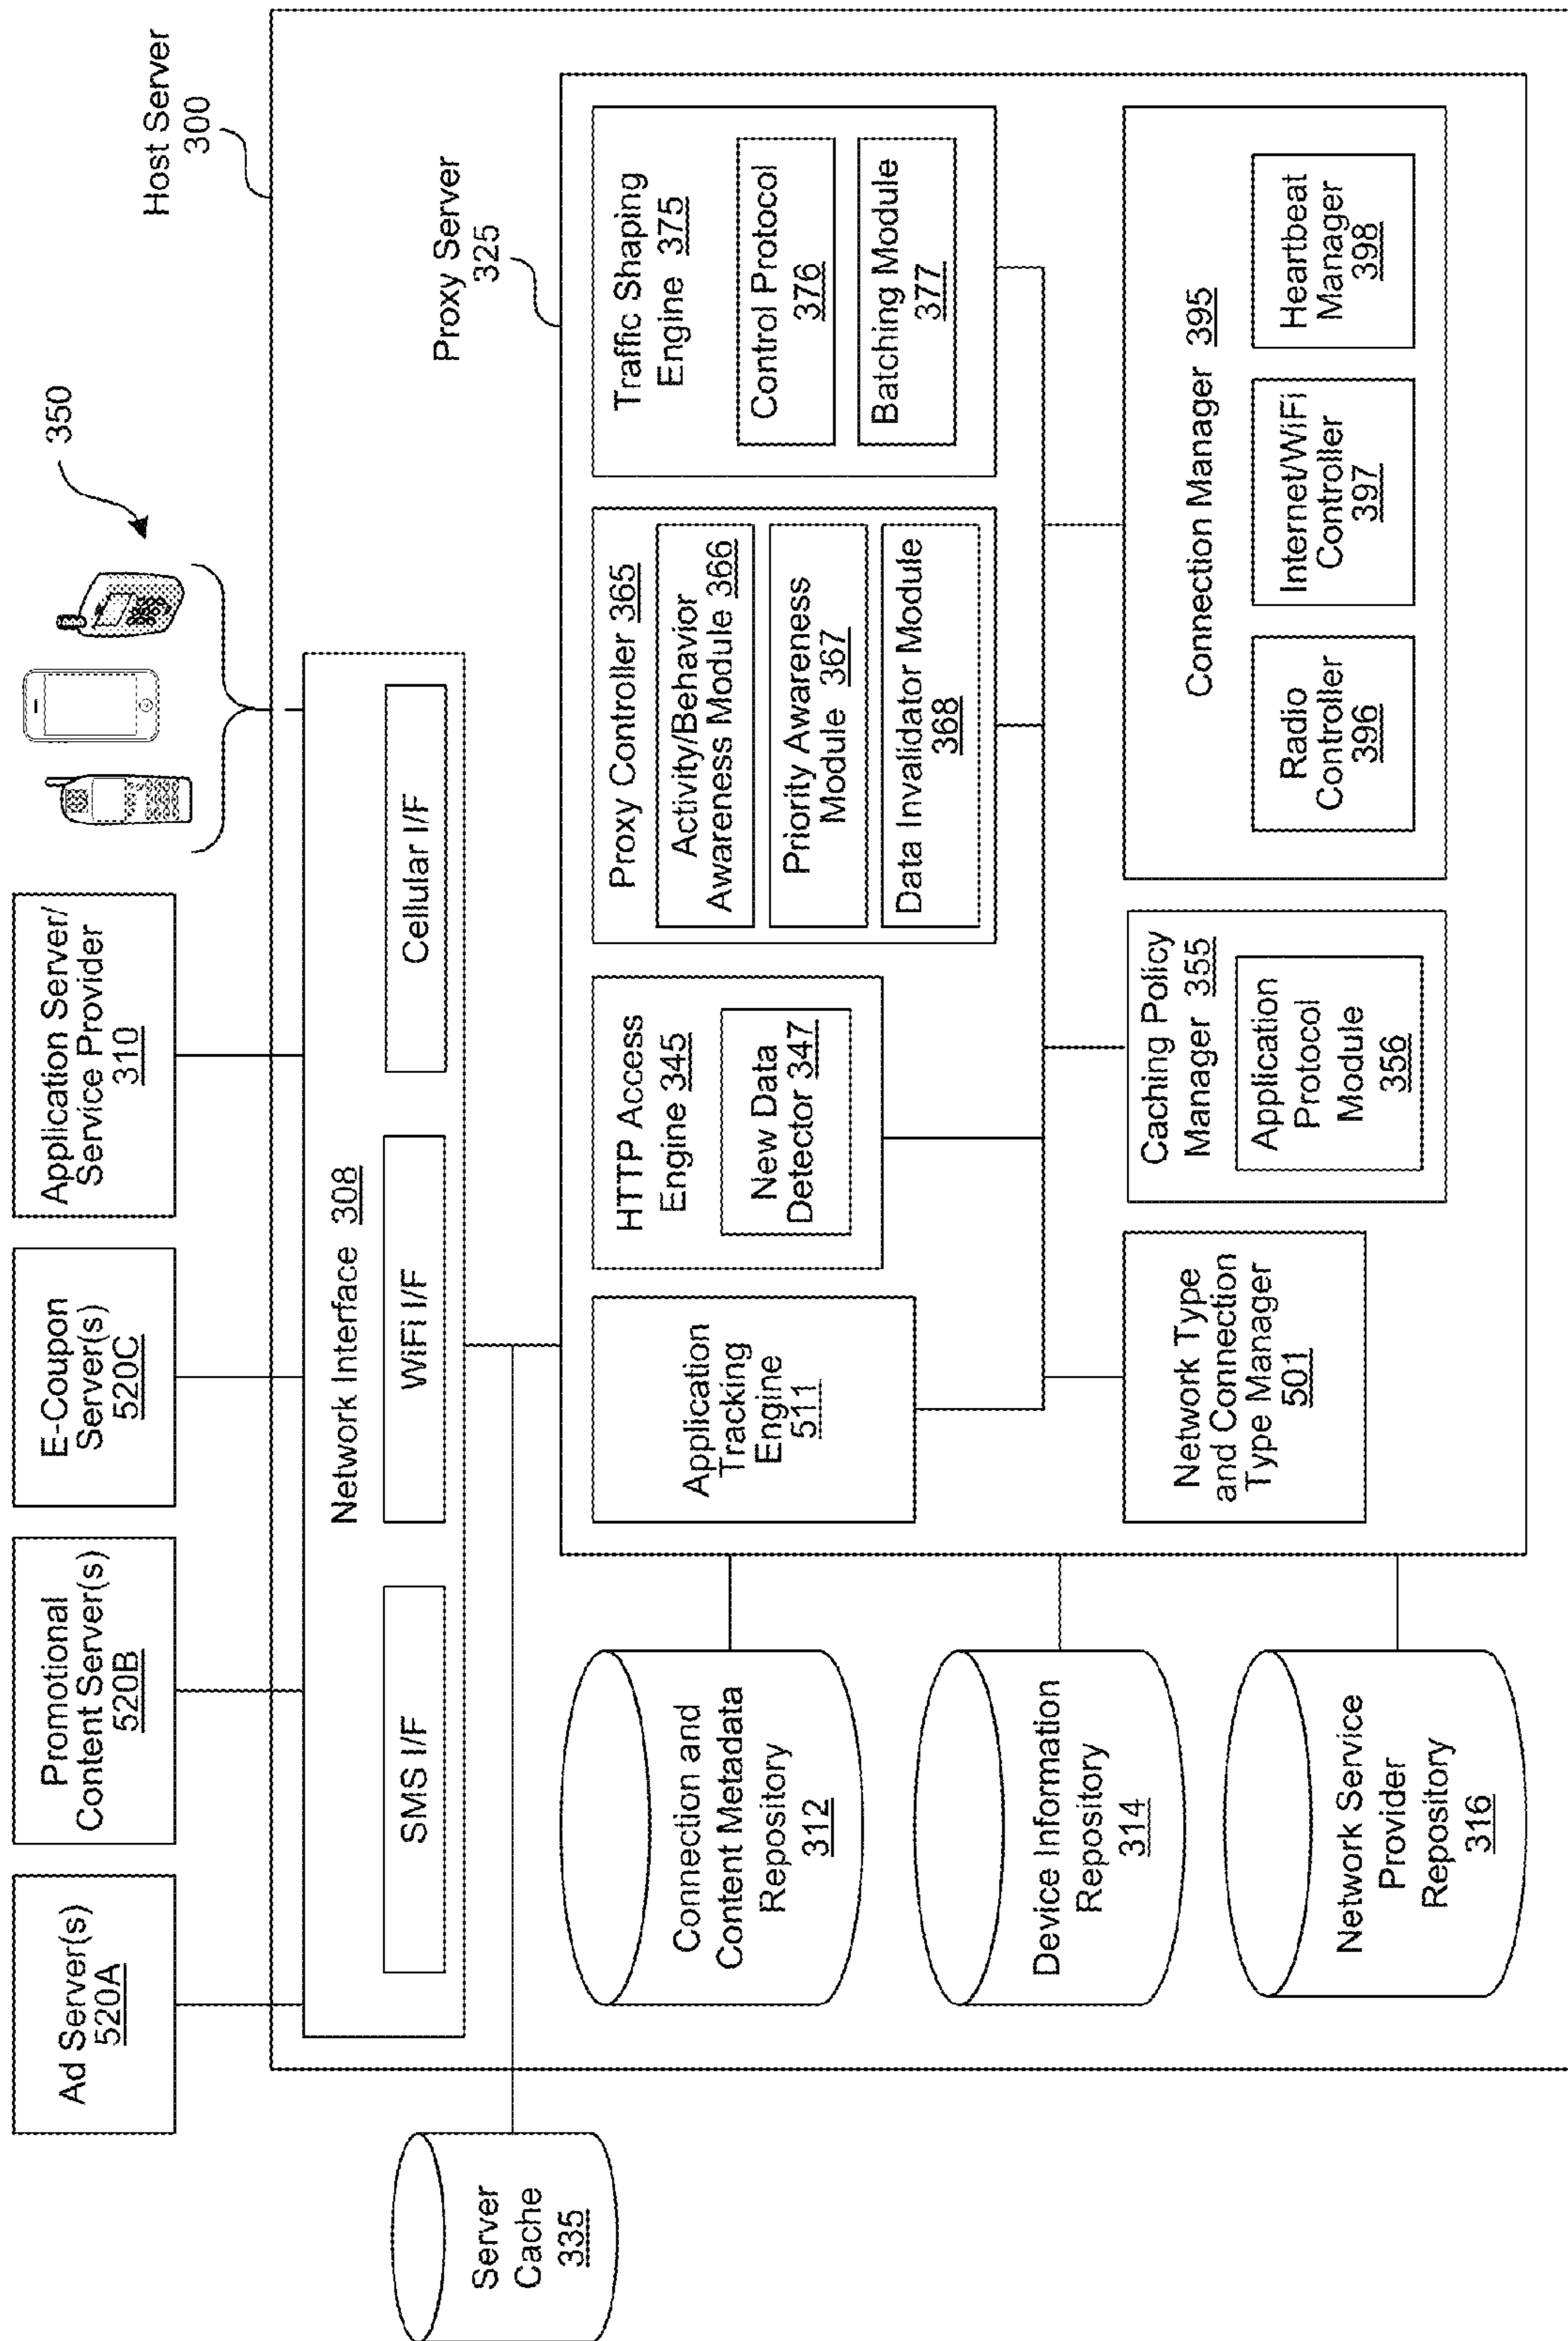 Ad Server(s)
520A
Promotional
Content Server(s)
520B
E-Coupon
Server(s)
520C
Application Server/
Service Provider
310
350
Host Server
300
Network Interface 308
SMS I/F
WiFi I/F
Cellular I/F
Server
Cache
335
Proxy Server
325
Connection and
Content Metadata
Repository
312
Device Information
Repository
314
Network Service
Provider
Repository
316
Application
Tracking
Engine
511
HTTP Access
Engine 345
New Data
Detector 347
Proxy Controller 365
Activity/Behavior
Awareness Module 366
Priority Awareness
Module 367
Data Invalidator Module
368
Traffic Shaping
Engine 375
Control Protocol
376
Batching Module
377
Network Type
and Connection
Type Manager
501
Caching Policy
Manager 355
Application
Protocol
Module
356
Connection Manager 395
Radio
Controller
396
Internet/WiFi
Controller
397
Heartbeat
Manager
398